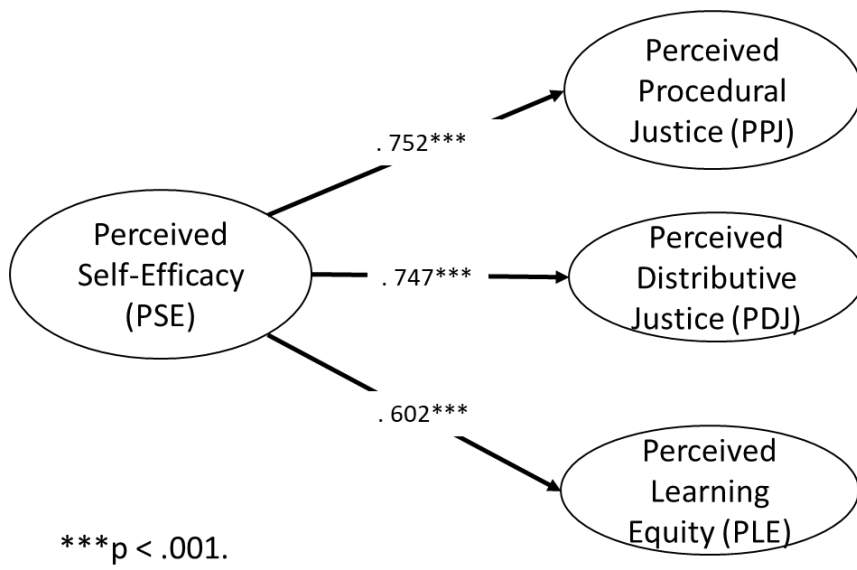 Perceived
Procedural
Justice (PPJ)
. 752***
Perceived
Self-Efficacy
(PSE)
. 747***
Perceived
Distributive
Justice (PDJ)
. 602***
Perceived
Learning
Equity (PLE)
***p < .001.